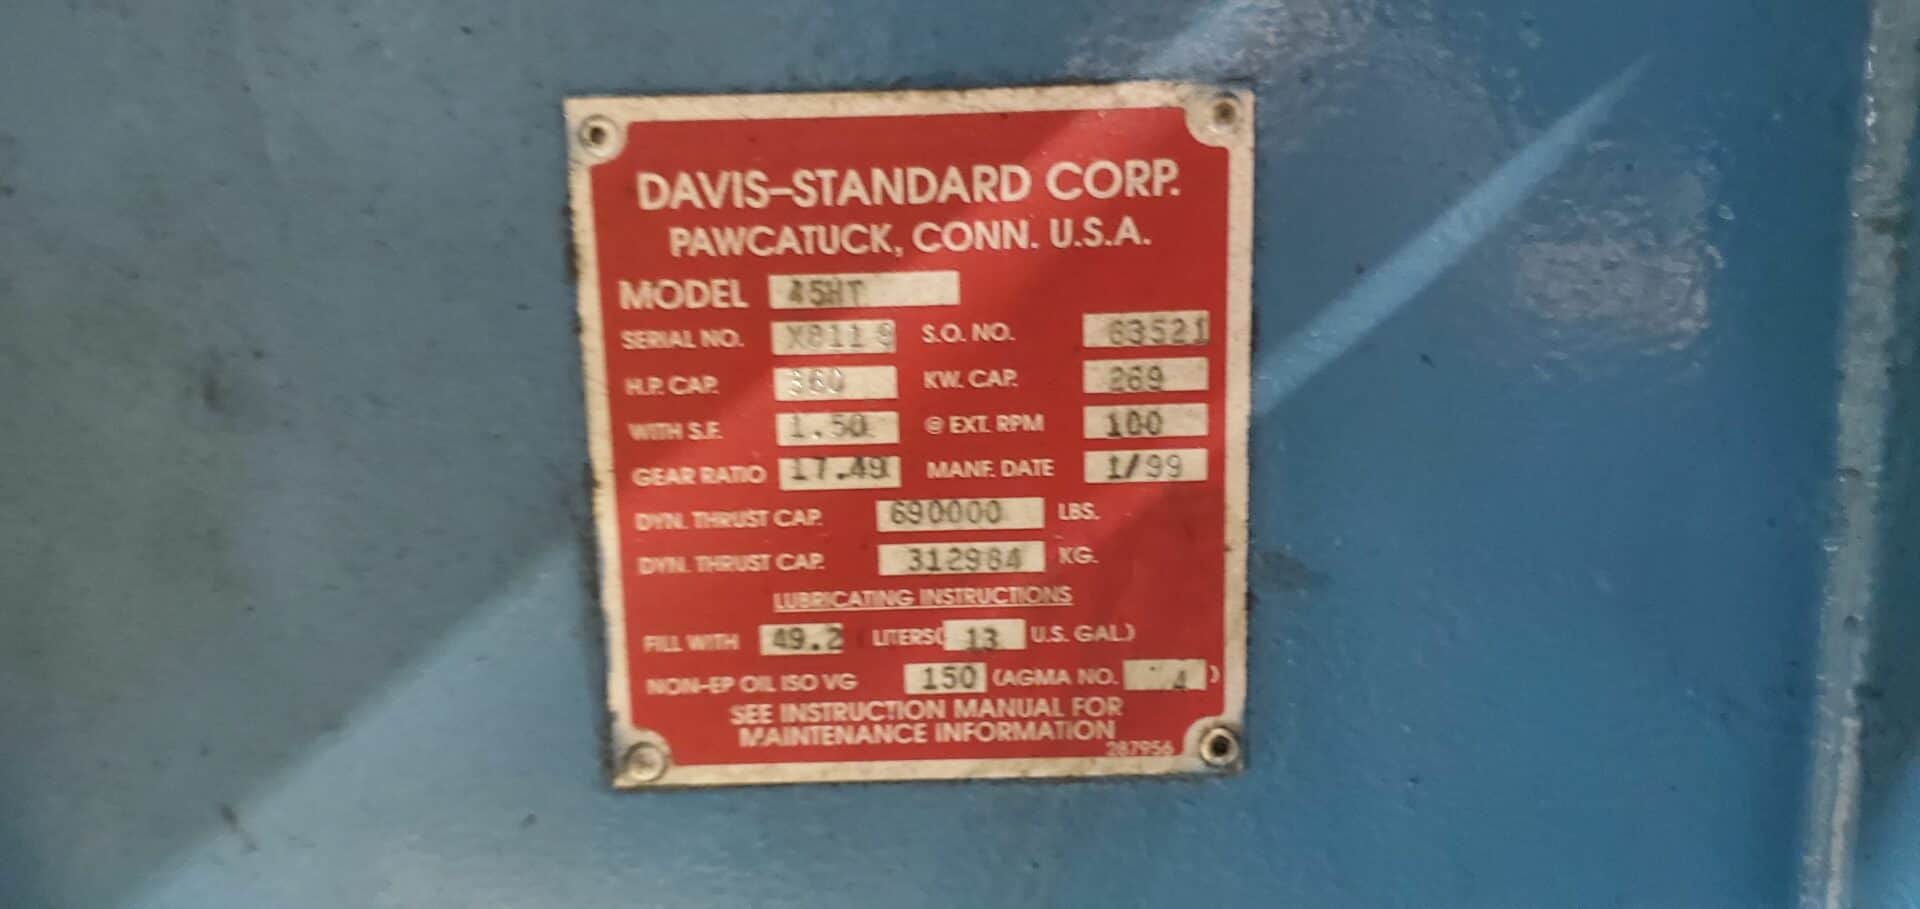 DAVIS-STANDARD CORP.
PAWCATUCK, CONN. U.S.A.
MODEL 45HT
SERIAL NO. S.O. NO. 63521
H.P. CAP. 360 KW. CAP. 269
WITH S.F. 1.50 @ EXT. RPM 100
GEAR RATIO 17.49 MANF. DATE 1/99
DYN. THRUST CAP. 690000 LBS.
DYN. THRUST CAP. 312984 KG.
LUBRICATING INSTRUCTIONS
FILL WITH 49.2 LITERS( 13 U.S. GAL.)
NON-EP OIL ISO VG 150 (AGMA NO. 4 )
SEE INSTRUCTION MANUAL FOR
MAINTENANCE INFORMATION
287956